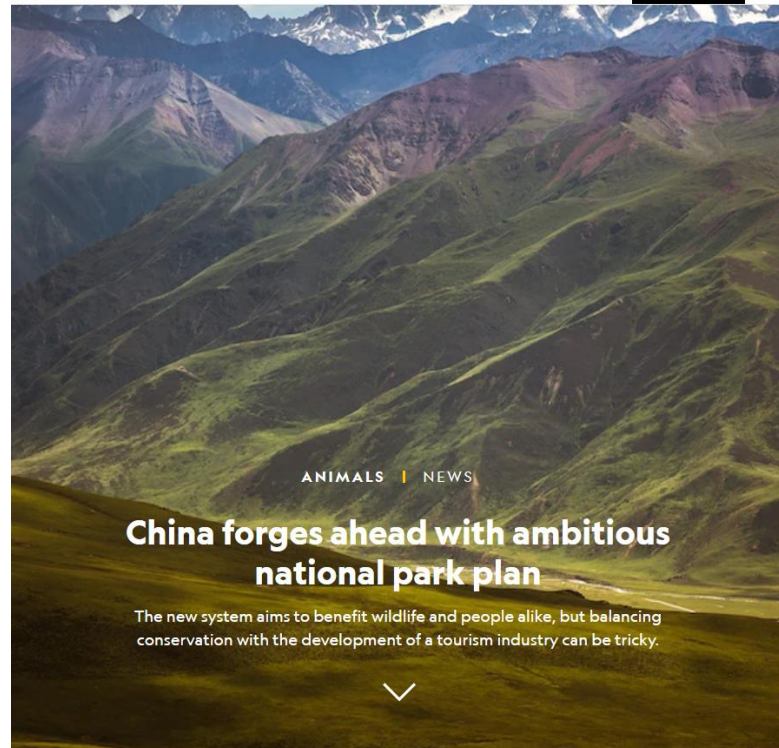 ANIMALS | NEWS
China forges ahead with ambitious
national park plan
The new system aims to benefit wildlife and people alike, but balancing
conservation with the development of a tourism industry can be tricky.